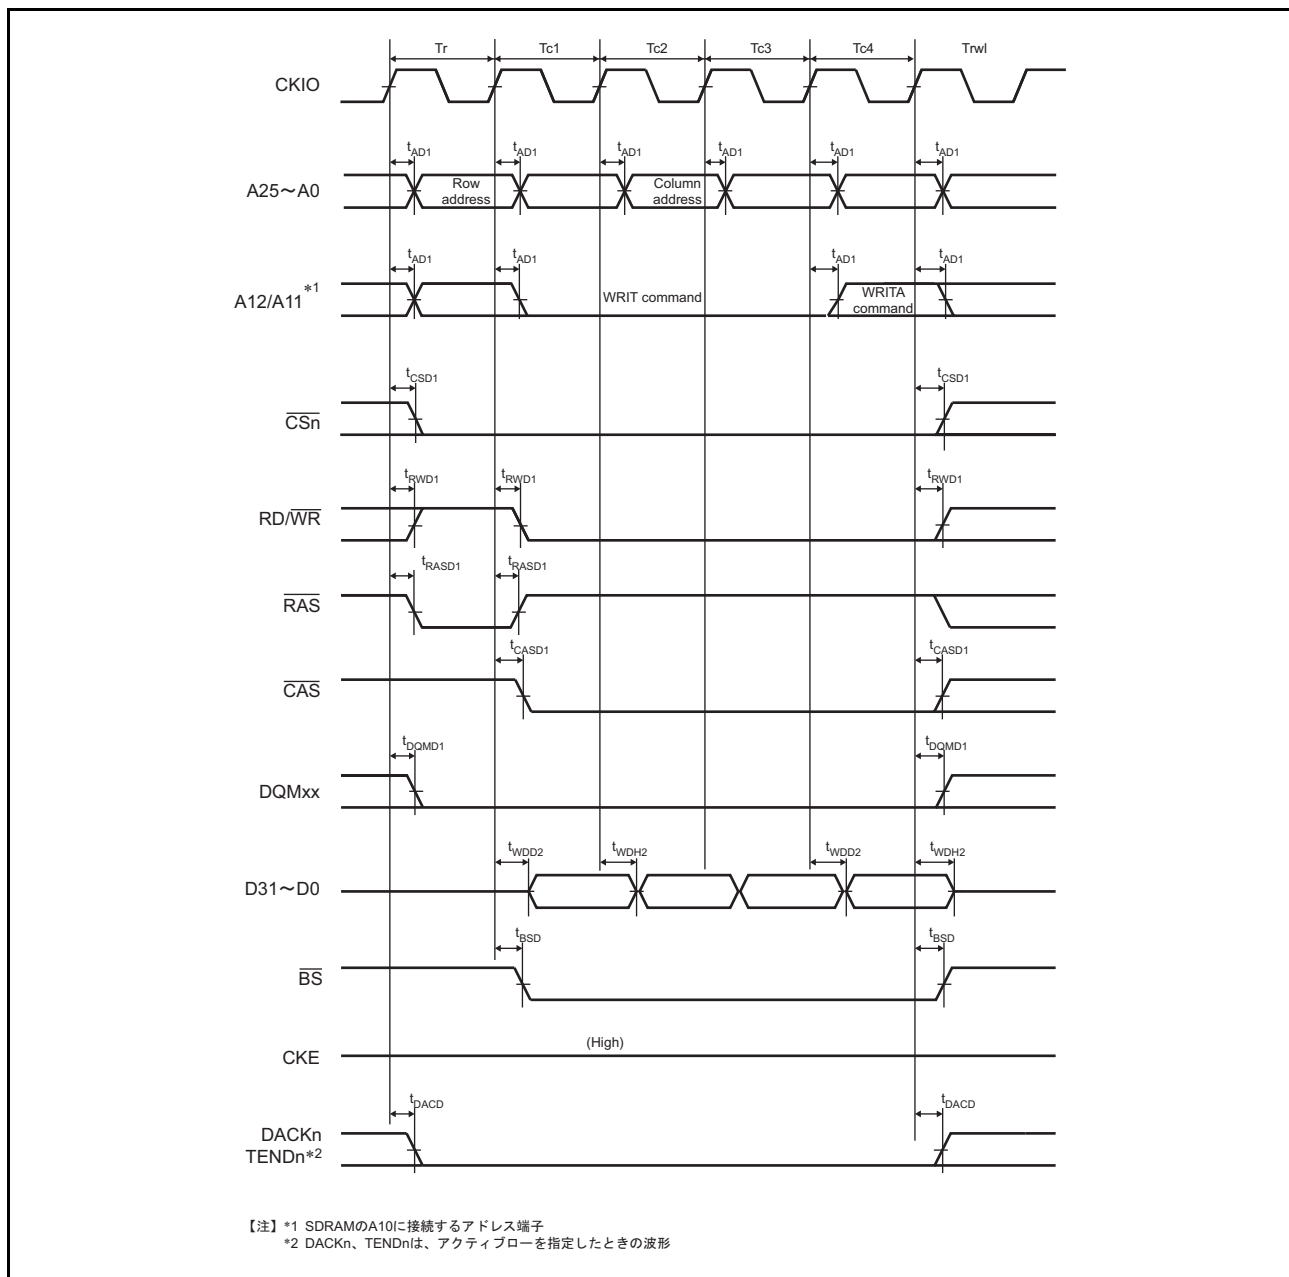 Tr Tc1 Tc2 Tc3 Tc4 Trwl
CKIO
tAD1 tAD1 tAD1 tAD1 tAD1 tAD1
A25～A0
Row address
Column address
tAD1 tAD1 tAD1 tAD1
A12/A11*1
WRIT command
WRITA command
tCSD1 tCSD1
CSn
tRWD1 tRWD1 tRWD1
RD/WR
tRASD1 tRASD1
RAS
tCASD1 tCASD1
CAS
tDQMD1 tDQMD1
DQMxx
tWDD2 tWDH2 tWDD2 tWDH2
D31～D0
tBSD tBSD
BS
(High)
CKE
tDACD tDACD
DACKn
TENDn*2
【注】*1 SDRAMのA10に接続するアドレス端子
*2 DACKn、TENDnは、アクティブローを指定したときの波形